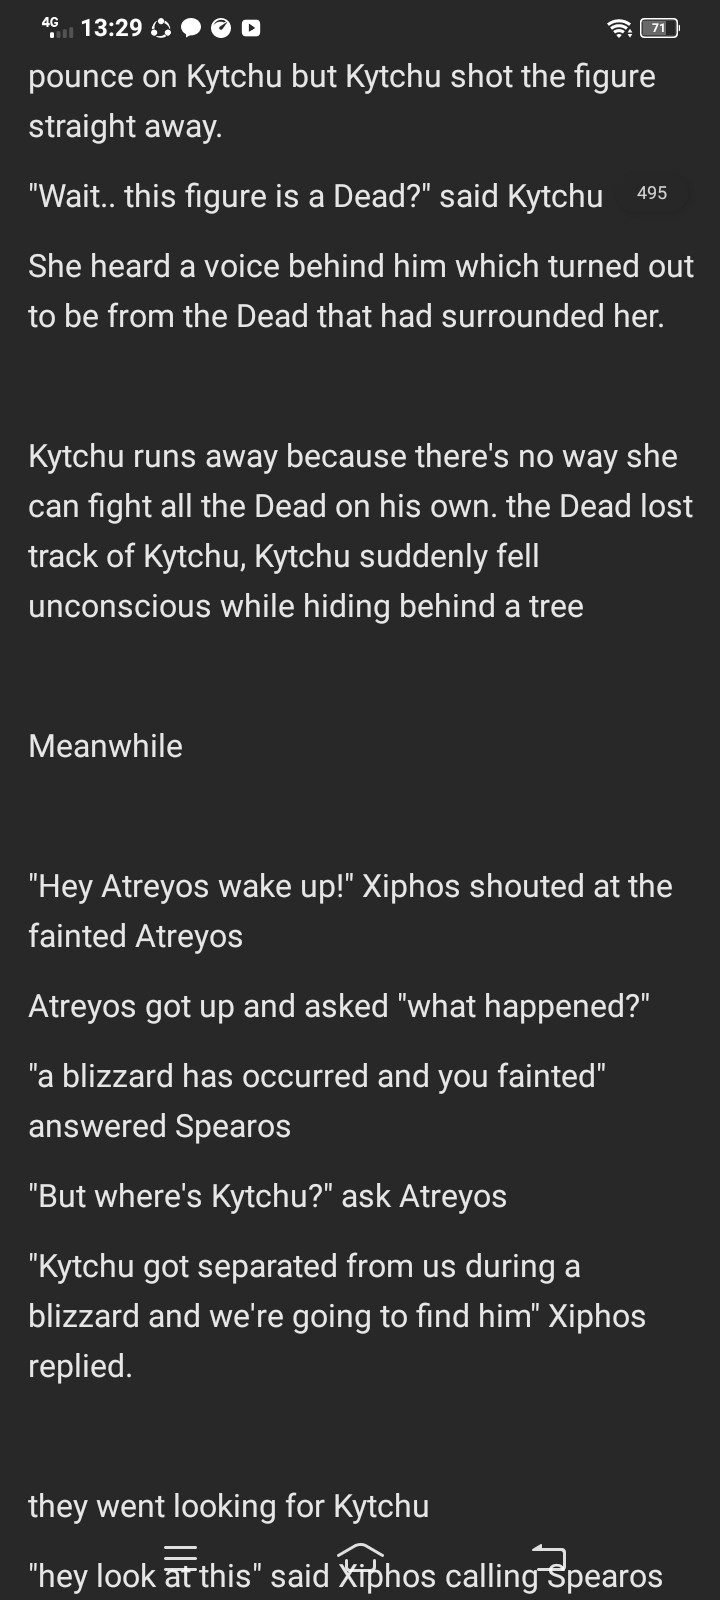 4G 13:29 71
pounce on Kytchu but Kytchu shot the figure
straight away.
"Wait.. this figure is a Dead?" said Kytchu 495
She heard a voice behind him which turned out
to be from the Dead that had surrounded her.
Kytchu runs away because there's no way she
can fight all the Dead on his own. the Dead lost
track of Kytchu, Kytchu suddenly fell
unconscious while hiding behind a tree
Meanwhile
"Hey Atreyos wake up!" Xiphos shouted at the
fainted Atreyos
Atreyos got up and asked "what happened?"
"a blizzard has occurred and you fainted"
answered Spearos
"But where's Kytchu?" ask Atreyos
"Kytchu got separated from us during a
blizzard and we're going to find him" Xiphos
replied.
they went looking for Kytchu
"hey look at this" said Xiphos calling Spearos